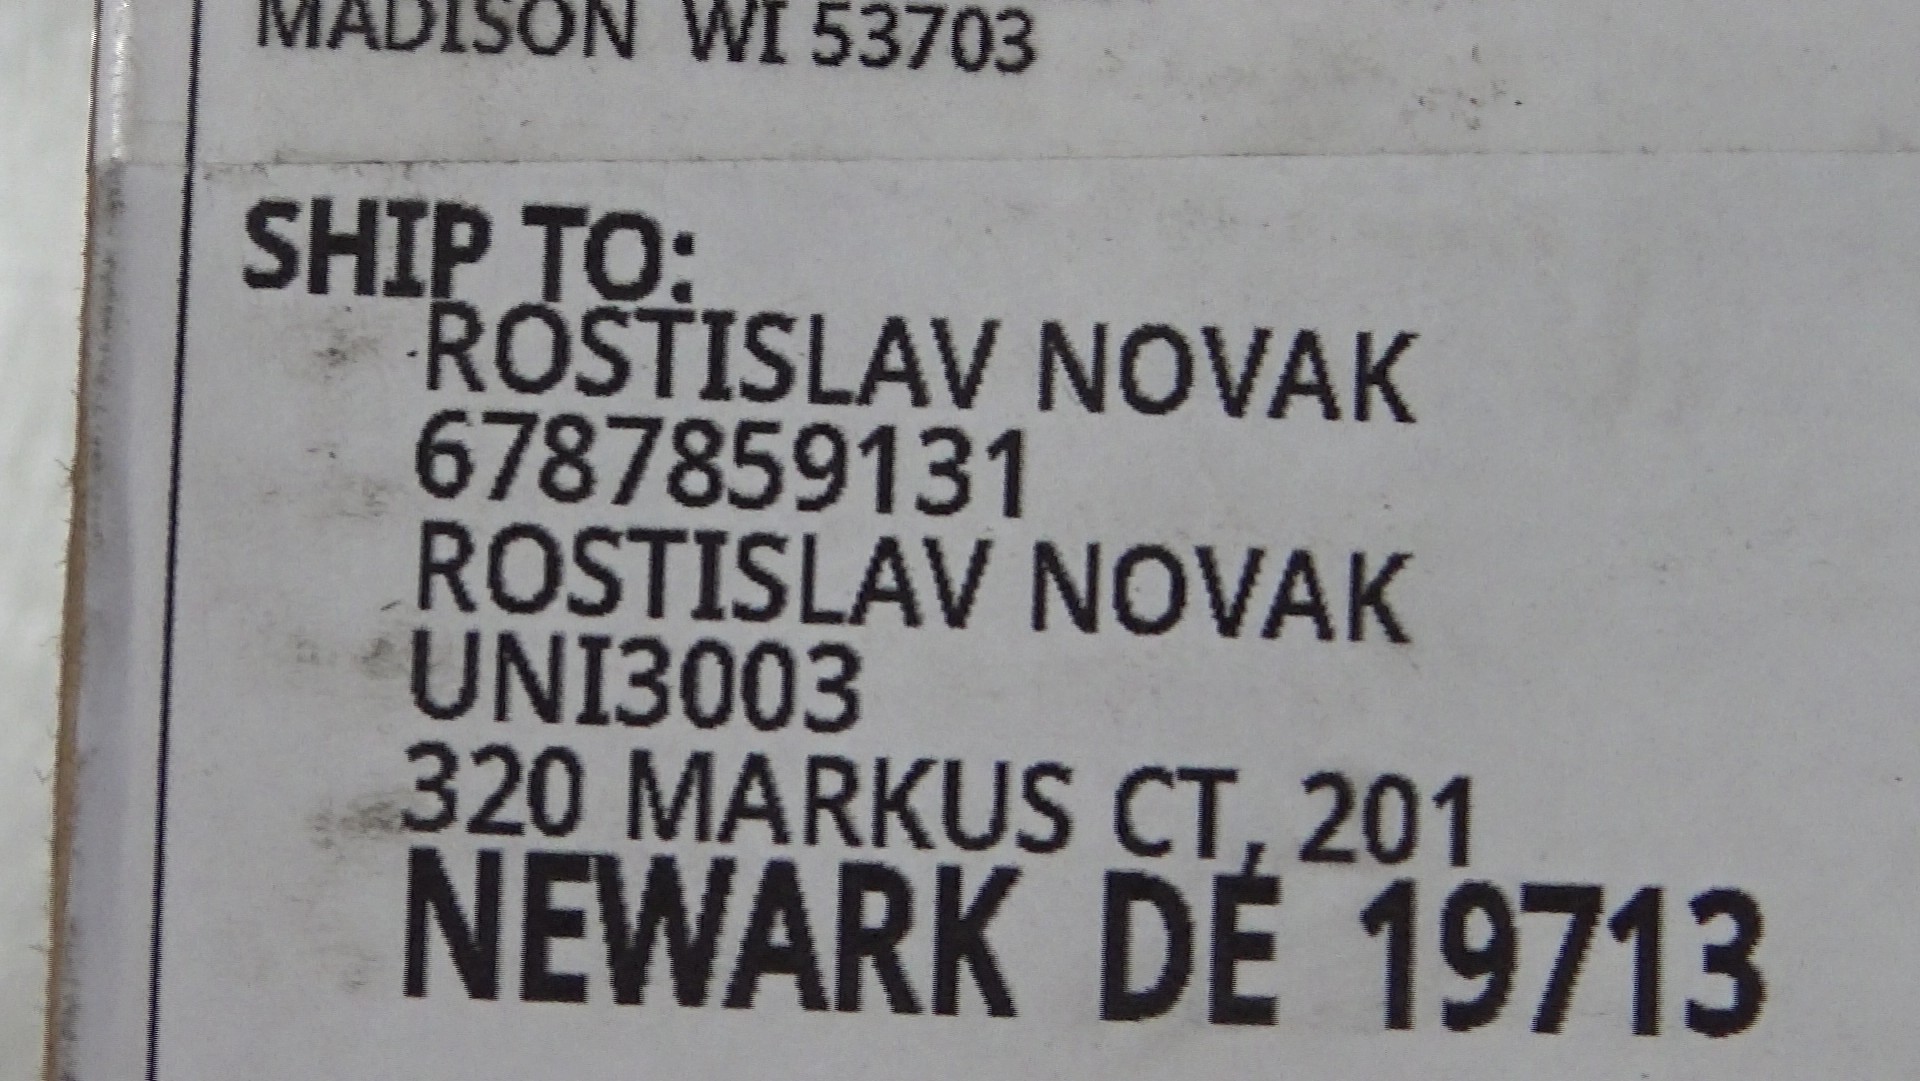 MADISON WI 53703
SHIP TO:
ROSTISLAV NOVAK
6787859131
ROSTISLAV NOVAK
UNI3003
320 MARKUS CT, 201
NEWARK DE 19713